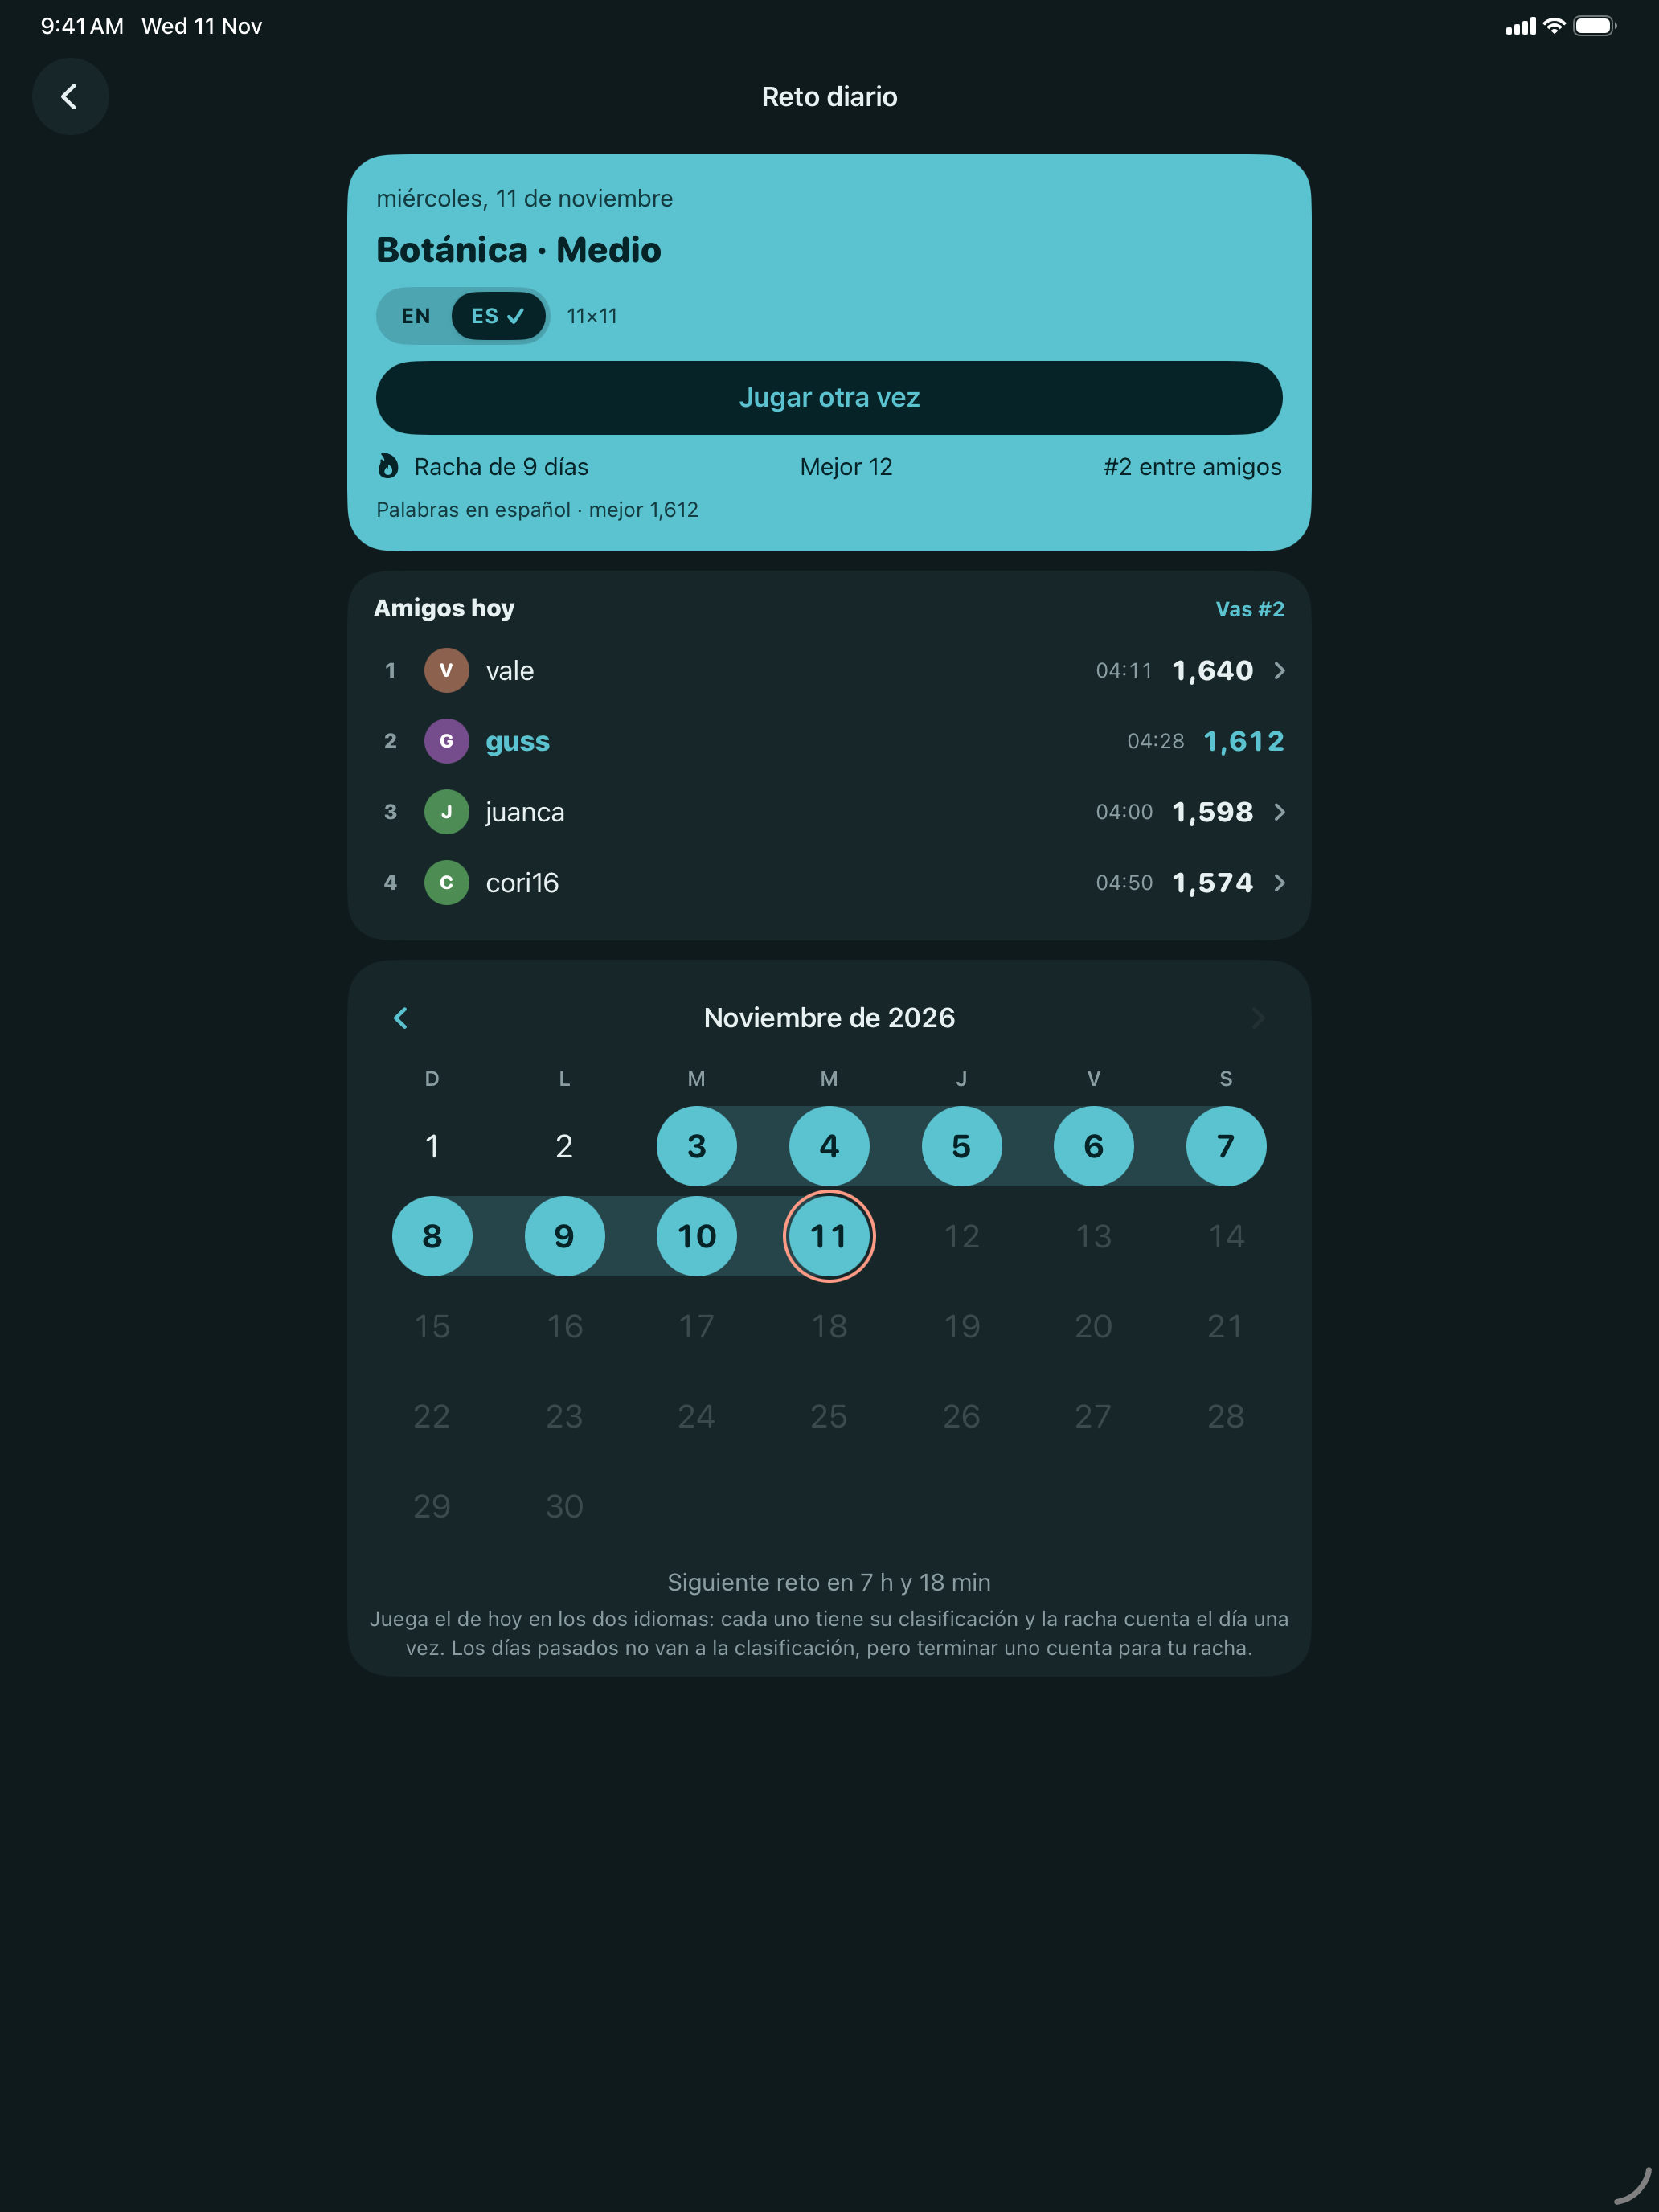 9:41 AM Wed 11 Nov
Reto diario
miércoles, 11 de noviembre
Botánica · Medio
EN ES 11×11
Jugar otra vez
Racha de 9 días Mejor 12 #2 entre amigos
Palabras en español · mejor 1,612
Amigos hoy Vas #2
1 V vale 04:11 1,640
2 G guss 04:28 1,612
3 J juanca 04:00 1,598
4 C cori16 04:50 1,574
Noviembre de 2026
D L M M J V S
1 2 3 4 5 6 7
8 9 10 11 12 13 14
15 16 17 18 19 20 21
22 23 24 25 26 27 28
29 30
Siguiente reto en 7 h y 18 min
Juega el de hoy en los dos idiomas: cada uno tiene su clasificación y la racha cuenta el día una
vez. Los días pasados no van a la clasificación, pero terminar uno cuenta para tu racha.